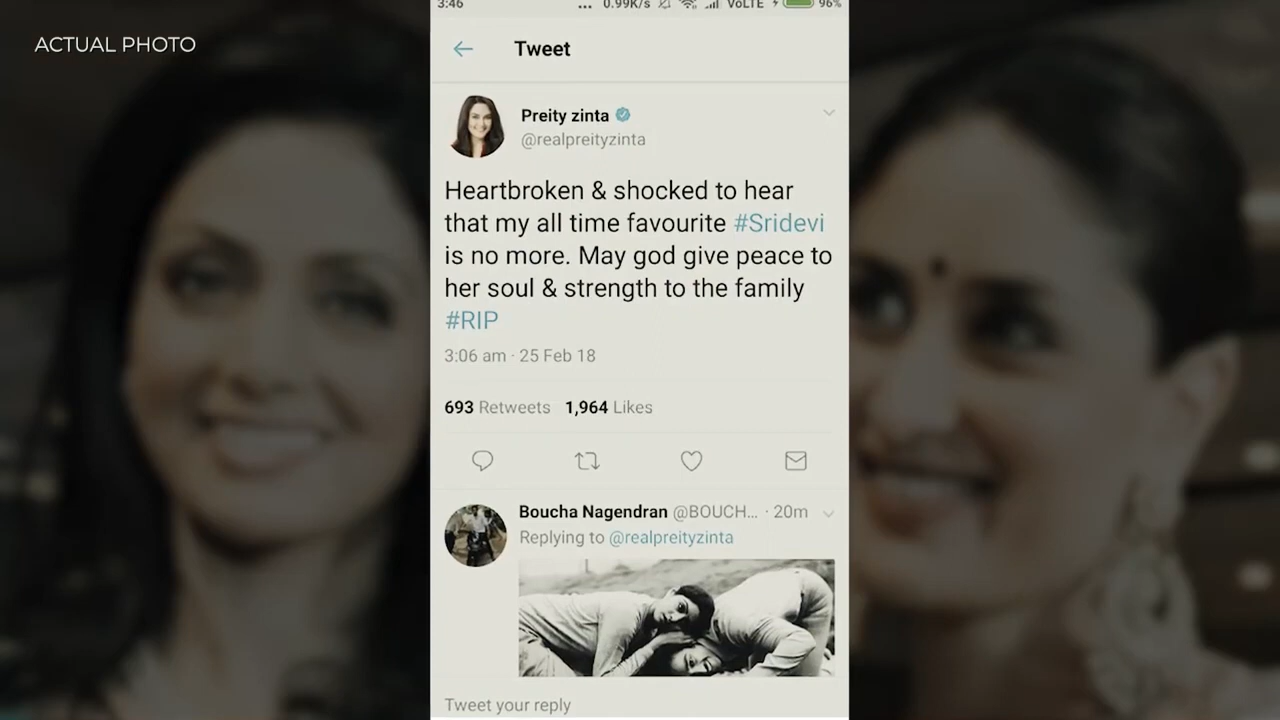 3:46 ... 0.99K/s VoLTE 96%
ACTUAL PHOTO
Tweet
Preity zinta
@realpreityzinta
Heartbroken & shocked to hear
that my all time favourite #Sridevi
is no more. May god give peace to
her soul & strength to the family
#RIP
3:06 am · 25 Feb 18
693 Retweets 1,964 Likes
Boucha Nagendran @BOUCH... · 20m
Replying to @realpreityzinta
Tweet your reply